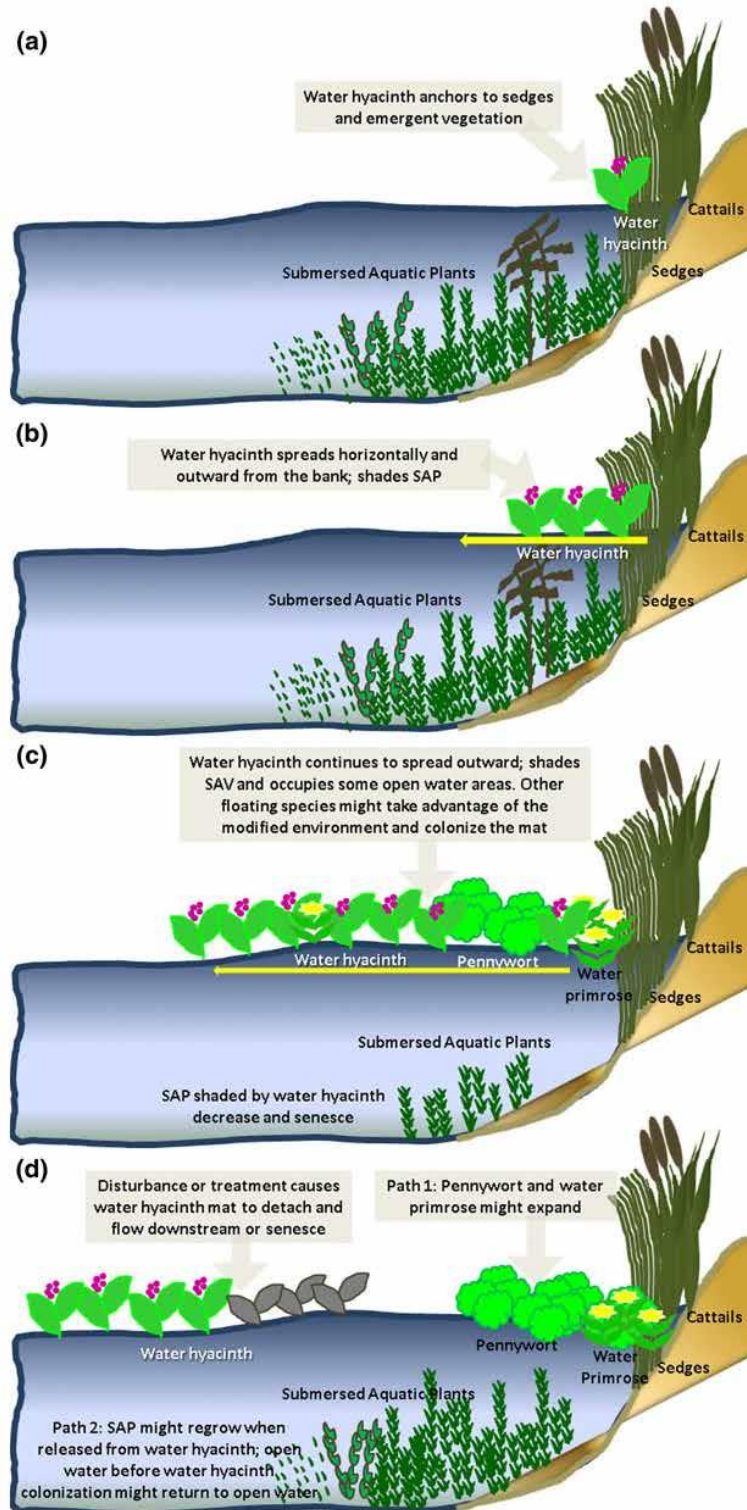 (a)
Water hyacinth anchors to sedges
and emergent vegetation
Water
hyacinth
Cattails
Submersed Aquatic Plants
Sedges
(b)
Water hyacinth spreads horizontally and
outward from the bank; shades SAP
Water hyacinth
Cattails
Submersed Aquatic Plants
Sedges
(c)
Water hyacinth continues to spread outward; shades
SAV and occupies some open water areas. Other
floating species might take advantage of the
modified environment and colonize the mat
Water hyacinth
Pennywort
Water
primrose
Cattails
Sedges
Submersed Aquatic Plants
SAP shaded by water hyacinth
decrease and senesce
(d)
Disturbance or treatment causes
water hyacinth mat to detach and
flow downstream or senesce
Path 1: Pennywort and water
primrose might expand
Water hyacinth
Pennywort
Water
Primrose
Cattails
Sedges
Submersed Aquatic Plants
Path 2: SAP might regrow when
released from water hyacinth; open
water before water hyacinth
colonization might return to open water